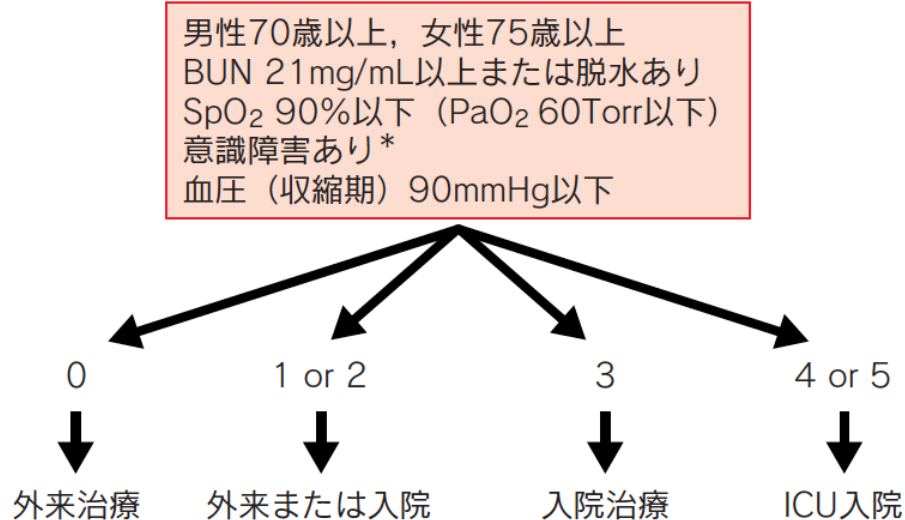 男性70歳以上，女性75歳以上
BUN 21mg/mL以上または脱水あり
SpO₂ 90%以下（PaO₂ 60Torr以下）
意識障害あり*
血圧（収縮期）90mmHg以下
0
1 or 2
3
4 or 5
外来治療
外来または入院
入院治療
ICU入院